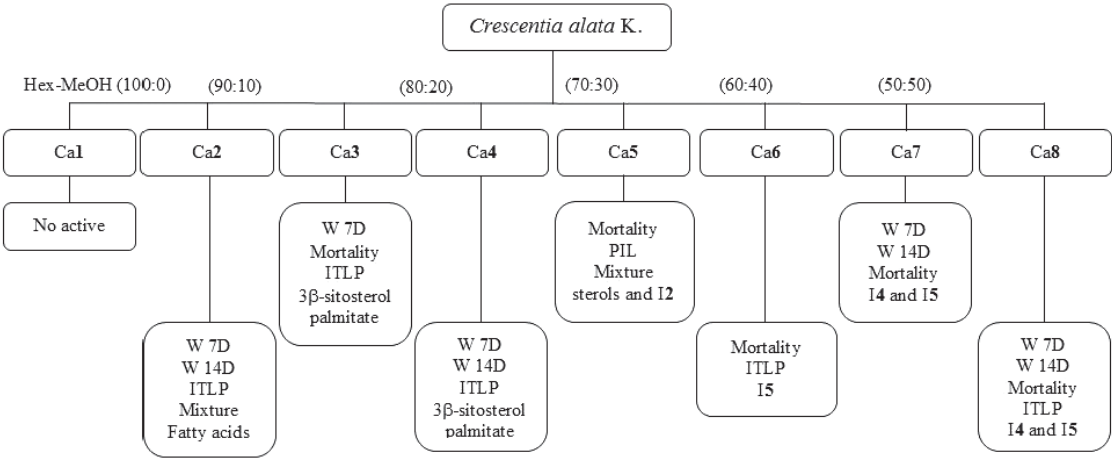 Crescentia alata K.
Hex-MeOH (100:0) (90:10) (80:20) (70:30) (60:40) (50:50)
Ca1 Ca2 Ca3 Ca4 Ca5 Ca6 Ca7 Ca8
No active
W 7D
Mortality
ITLP
3β-sitosterol
palmitate
Mortality
PIL
Mixture
sterols and I2
W 7D
W 14D
Mortality
I4 and I5
W 7D
W 14D
ITLP
Mixture
Fatty acids
W 7D
W 14D
ITLP
3β-sitosterol
palmitate
Mortality
ITLP
I5
W 7D
W 14D
Mortality
ITLP
I4 and I5